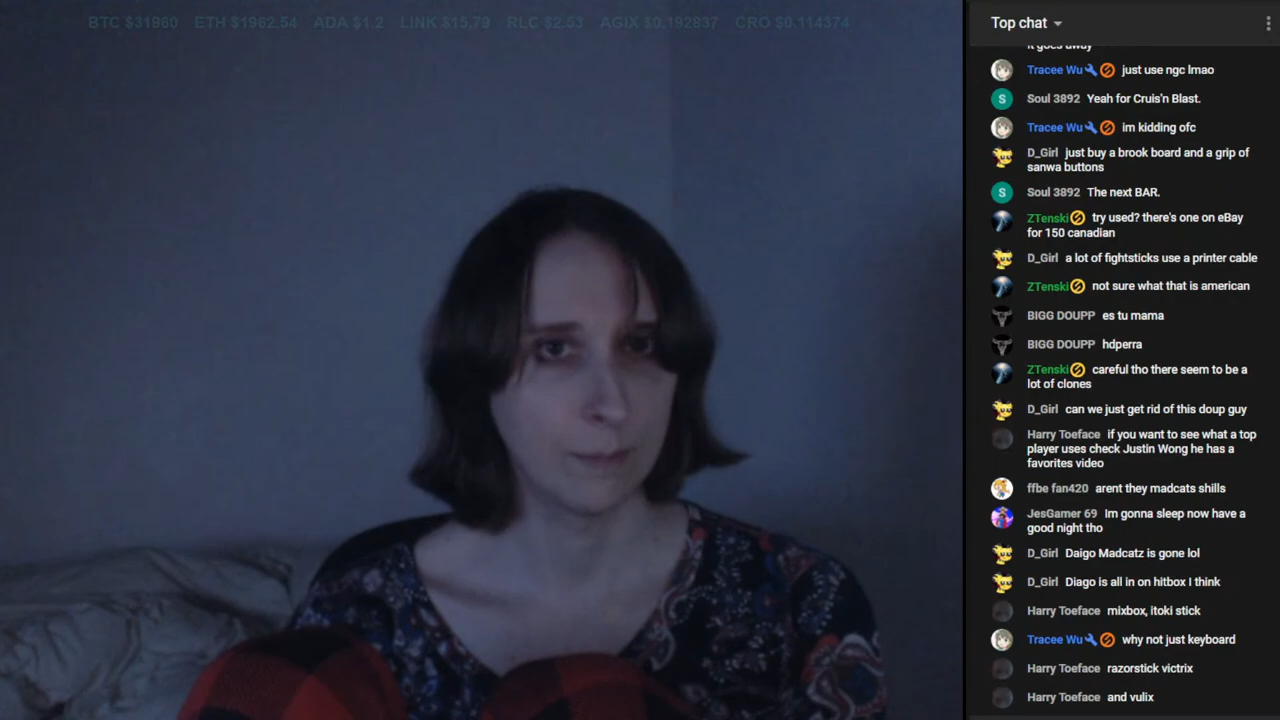 BTC $31960 ETH $1962.54 ADA $1.2 LINK $15.79 RLC $2.53 AGIX $0.192837 CRO $0.114374
Top chat
it goes away
Tracee Wu just use ngc lmao
Soul 3892 Yeah for Cruis'n Blast.
Tracee Wu im kidding ofc
D_Girl just buy a brook board and a grip of
sanwa buttons
S
Soul 3892 The next BAR.
ZTenski try used? there's one on eBay
for 150 canadian
D_Girl a lot of fightsticks use a printer cable
ZTenski not sure what that is american
BIGG DOUPP es tu mama
BIGG DOUPP hdperra
ZTenski careful tho there seem to be a
lot of clones
D_Girl can we just get rid of this doup guy
Harry Toeface if you want to see what a top
player uses check Justin Wong he has a
favorites video
ffbe fan420 arent they madcats shills
JesGamer 69 Im gonna sleep now have a
good night tho
D_Girl Daigo Madcatz is gone lol
D_Girl Diago is all in on hitbox I think
Harry Toeface mixbox, itoki stick
Tracee Wu why not just keyboard
Harry Toeface razorstick victrix
Harry Toeface and vulix